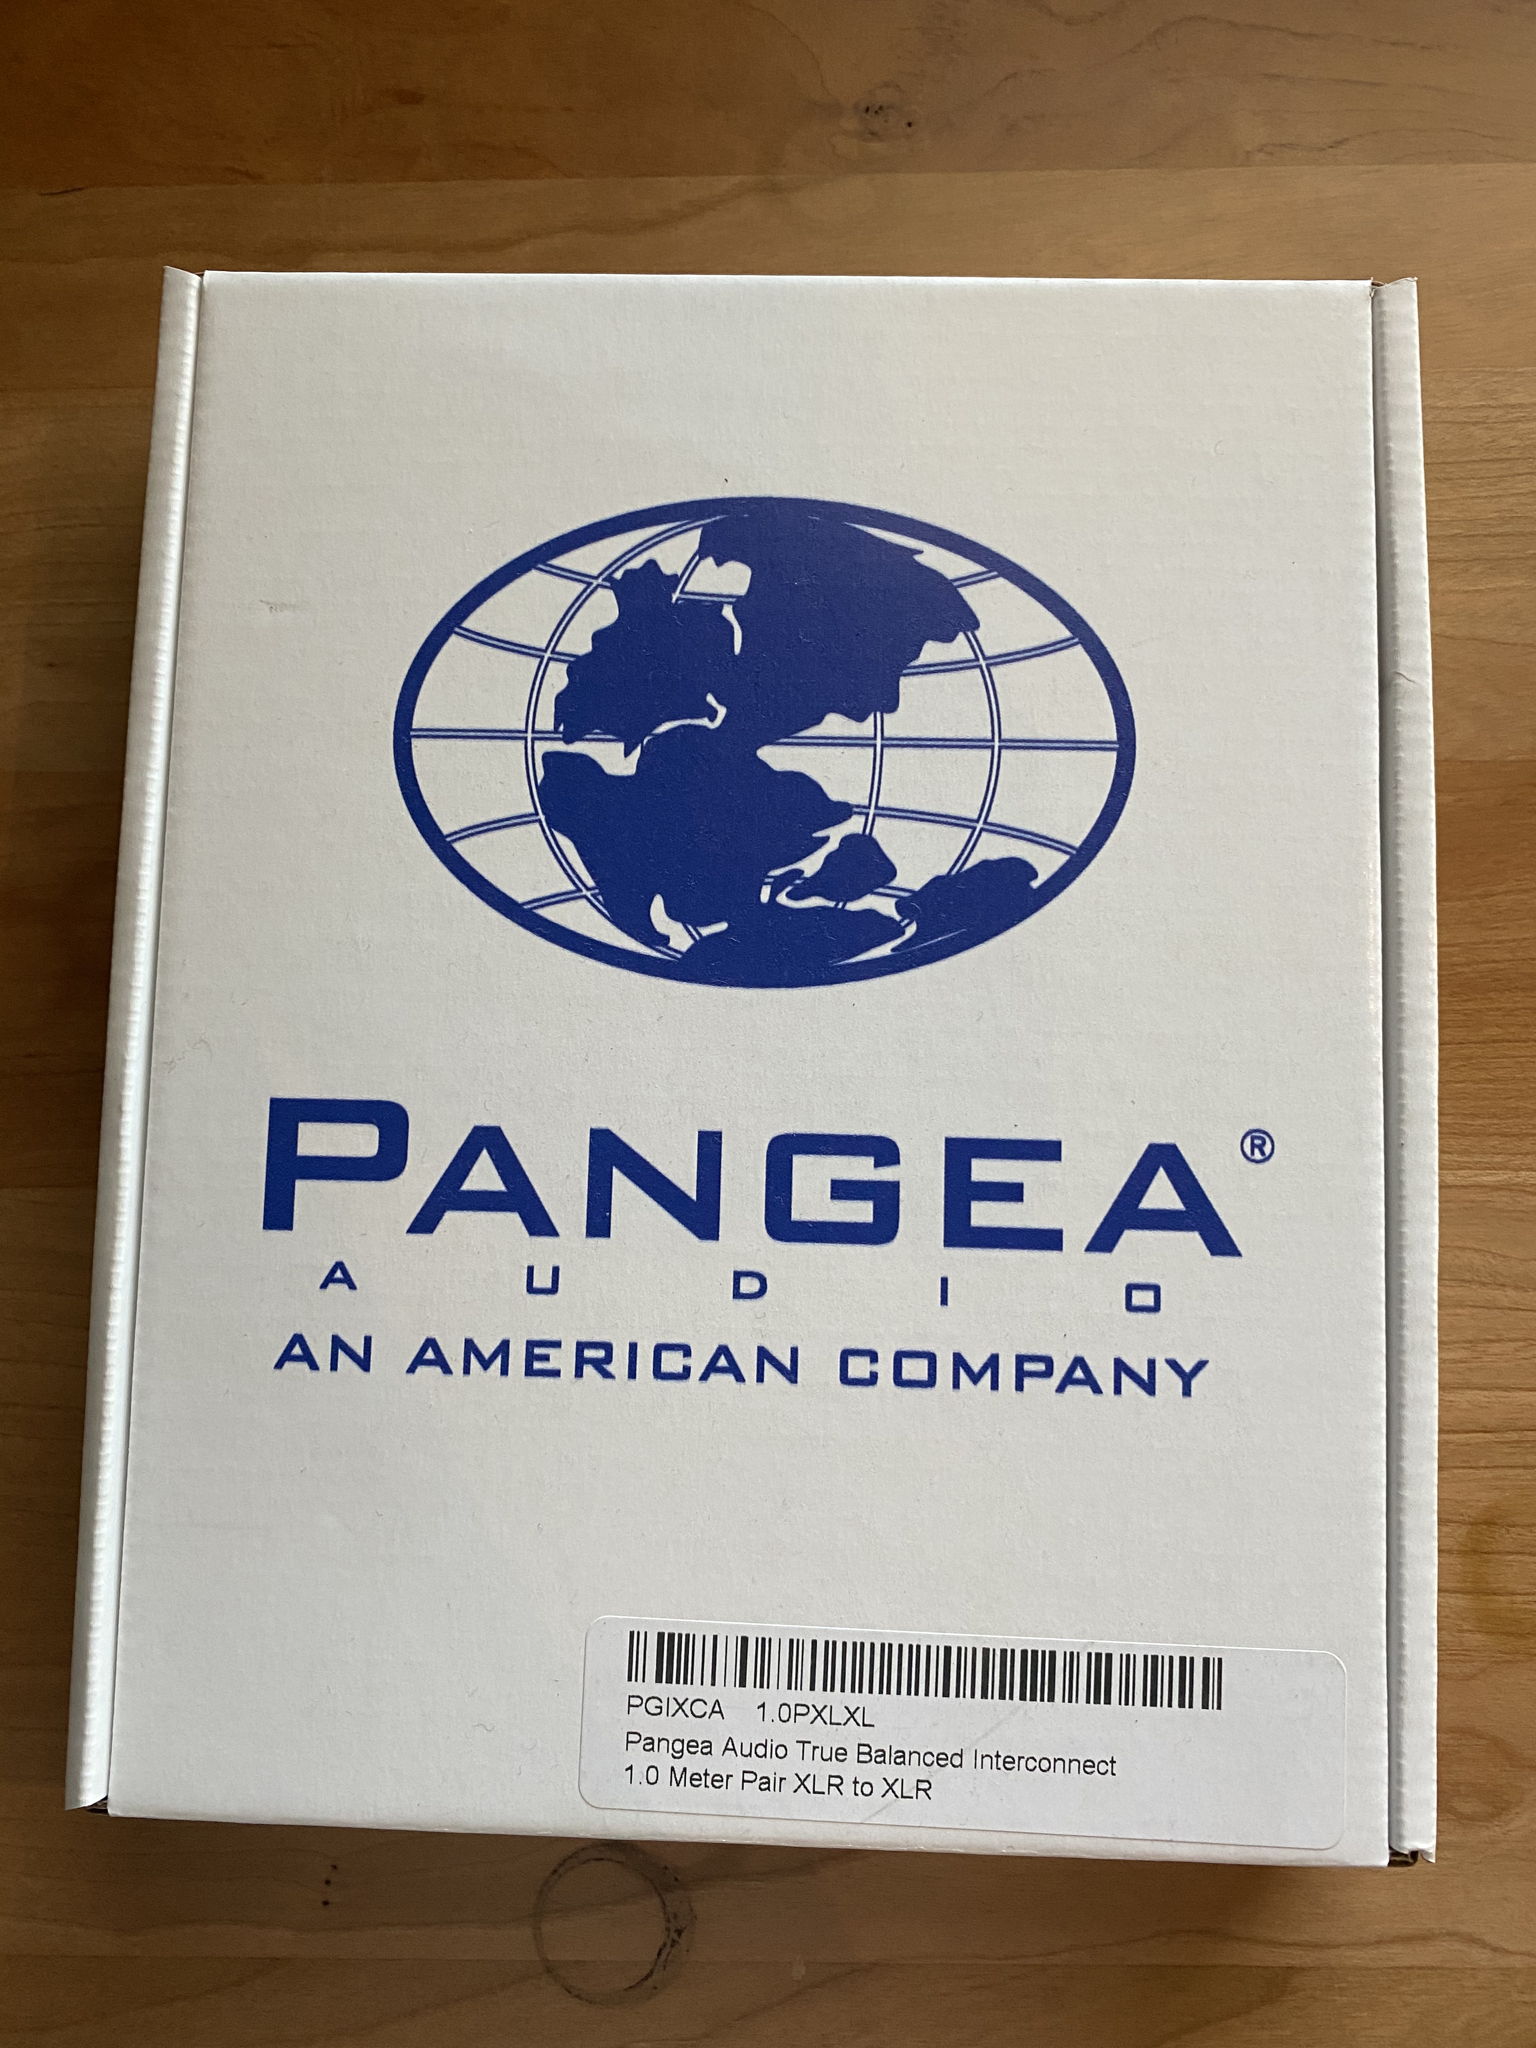 PANGEA®
AUDIO
AN AMERICAN COMPANY
PGIXCA 1.0PXLXL
Pangea Audio True Balanced Interconnect
1.0 Meter Pair XLR to XLR